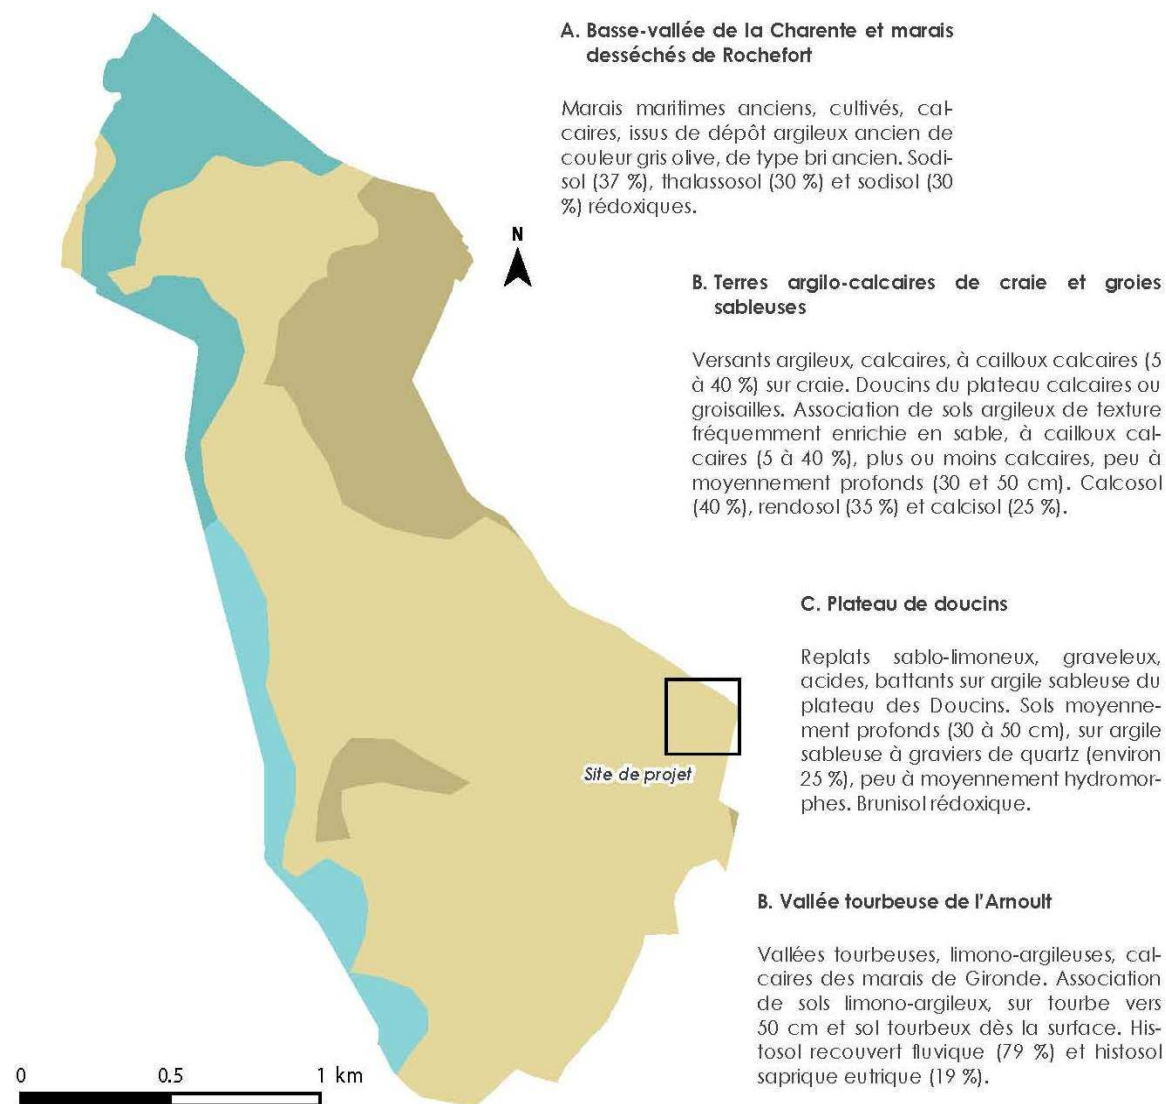 A. Basse-vallée de la Charente et marais
desséchés de Rochefort
Marais maritimes anciens, cultivés, cal-
caires, issus de dépôt argileux ancien de
couleur gris olive, de type bri ancien. Sodi-
sol (37 %), thalassosol (30 %) et sodisol (30
%) rédoxiques.
N
B. Terres argilo-calcaires de craie et groies
sableuses
Versants argileux, calcaires, à cailloux calcaires (5
à 40 %) sur craie. Doucins du plateau calcaires ou
groisailles. Association de sols argileux de texture
fréquemment enrichie en sable, à cailloux cal-
caires (5 à 40 %), plus ou moins calcaires, peu à
moyennement profonds (30 et 50 cm). Calcosol
(40 %), rendosol (35 %) et calcisol (25 %).
C. Plateau de doucins
Replats sablo-limoneux, graveleux,
acides, battants sur argile sableuse du
plateau des Doucins. Sols moyenne-
ment profonds (30 à 50 cm), sur argile
sableuse à graviers de quartz (environ
25 %), peu à moyennement hydromor-
phes. Brunisol rédoxique.
Site de projet
B. Vallée tourbeuse de l'Arnoult
Vallées tourbeuses, limono-argileuses, cal-
caires des marais de Gironde. Association
de sols limono-argileux, sur tourbe vers
50 cm et sol tourbeux dès la surface. His-
tosol recouvert fluvique (79 %) et histosol
saprique eutrique (19 %).
0 0.5 1 km